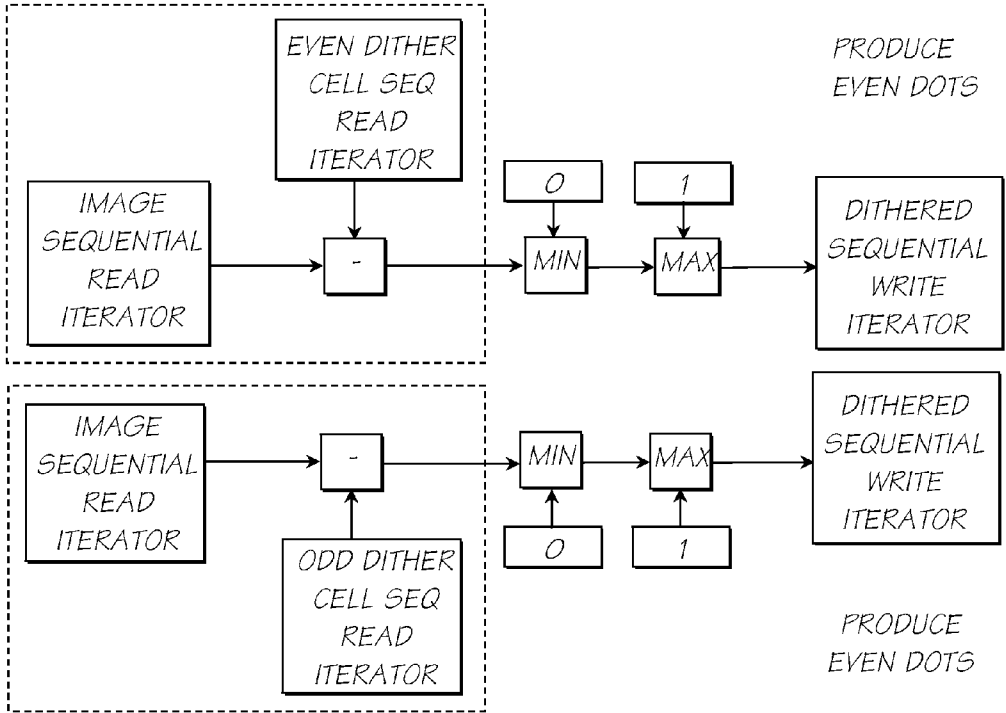 EVEN DITHER
CELL SEQ
READ
ITERATOR
PRODUCE
EVEN DOTS
IMAGE
SEQUENTIAL
READ
ITERATOR
-
0
1
MIN
MAX
DITHERED
SEQUENTIAL
WRITE
ITERATOR
IMAGE
SEQUENTIAL
READ
ITERATOR
-
MIN
MAX
0
1
DITHERED
SEQUENTIAL
WRITE
ITERATOR
ODD DITHER
CELL SEQ
READ
ITERATOR
PRODUCE
EVEN DOTS